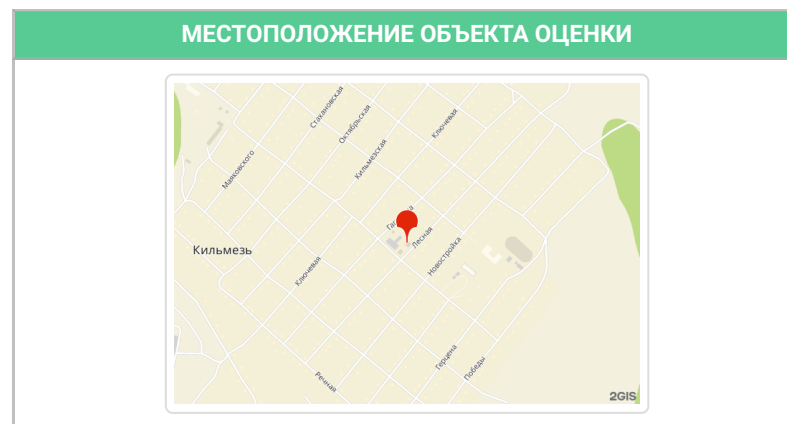 МЕСТОПОЛОЖЕНИЕ ОБЪЕКТА ОЦЕНКИ
Стахановская
Октябрьская
Ключевая
Кильмезская
Маяковского
Лесная
Новостройка
Кильмезь
Ключевая
Герцена
Победы
Речная
2GIS